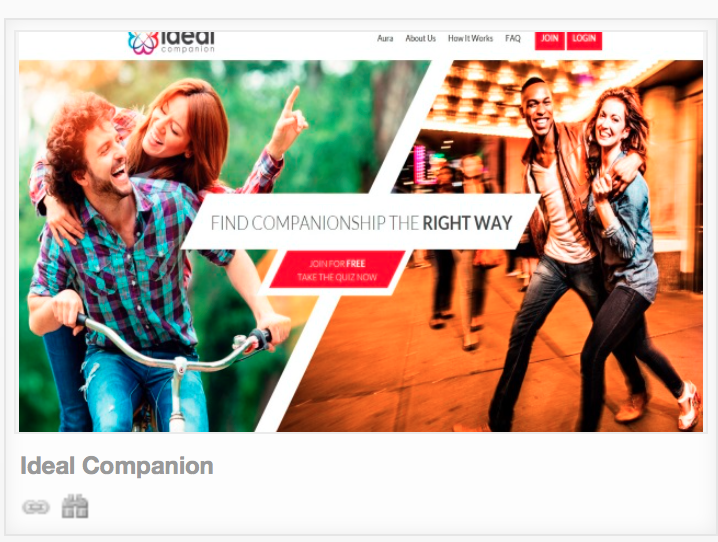 ideal
companion
Aura About Us How It Works FAQ JOIN LOGIN
FIND COMPANIONSHIP THE RIGHT WAY
JOIN FOR FREE
TAKE THE QUIZ NOW
Ideal Companion